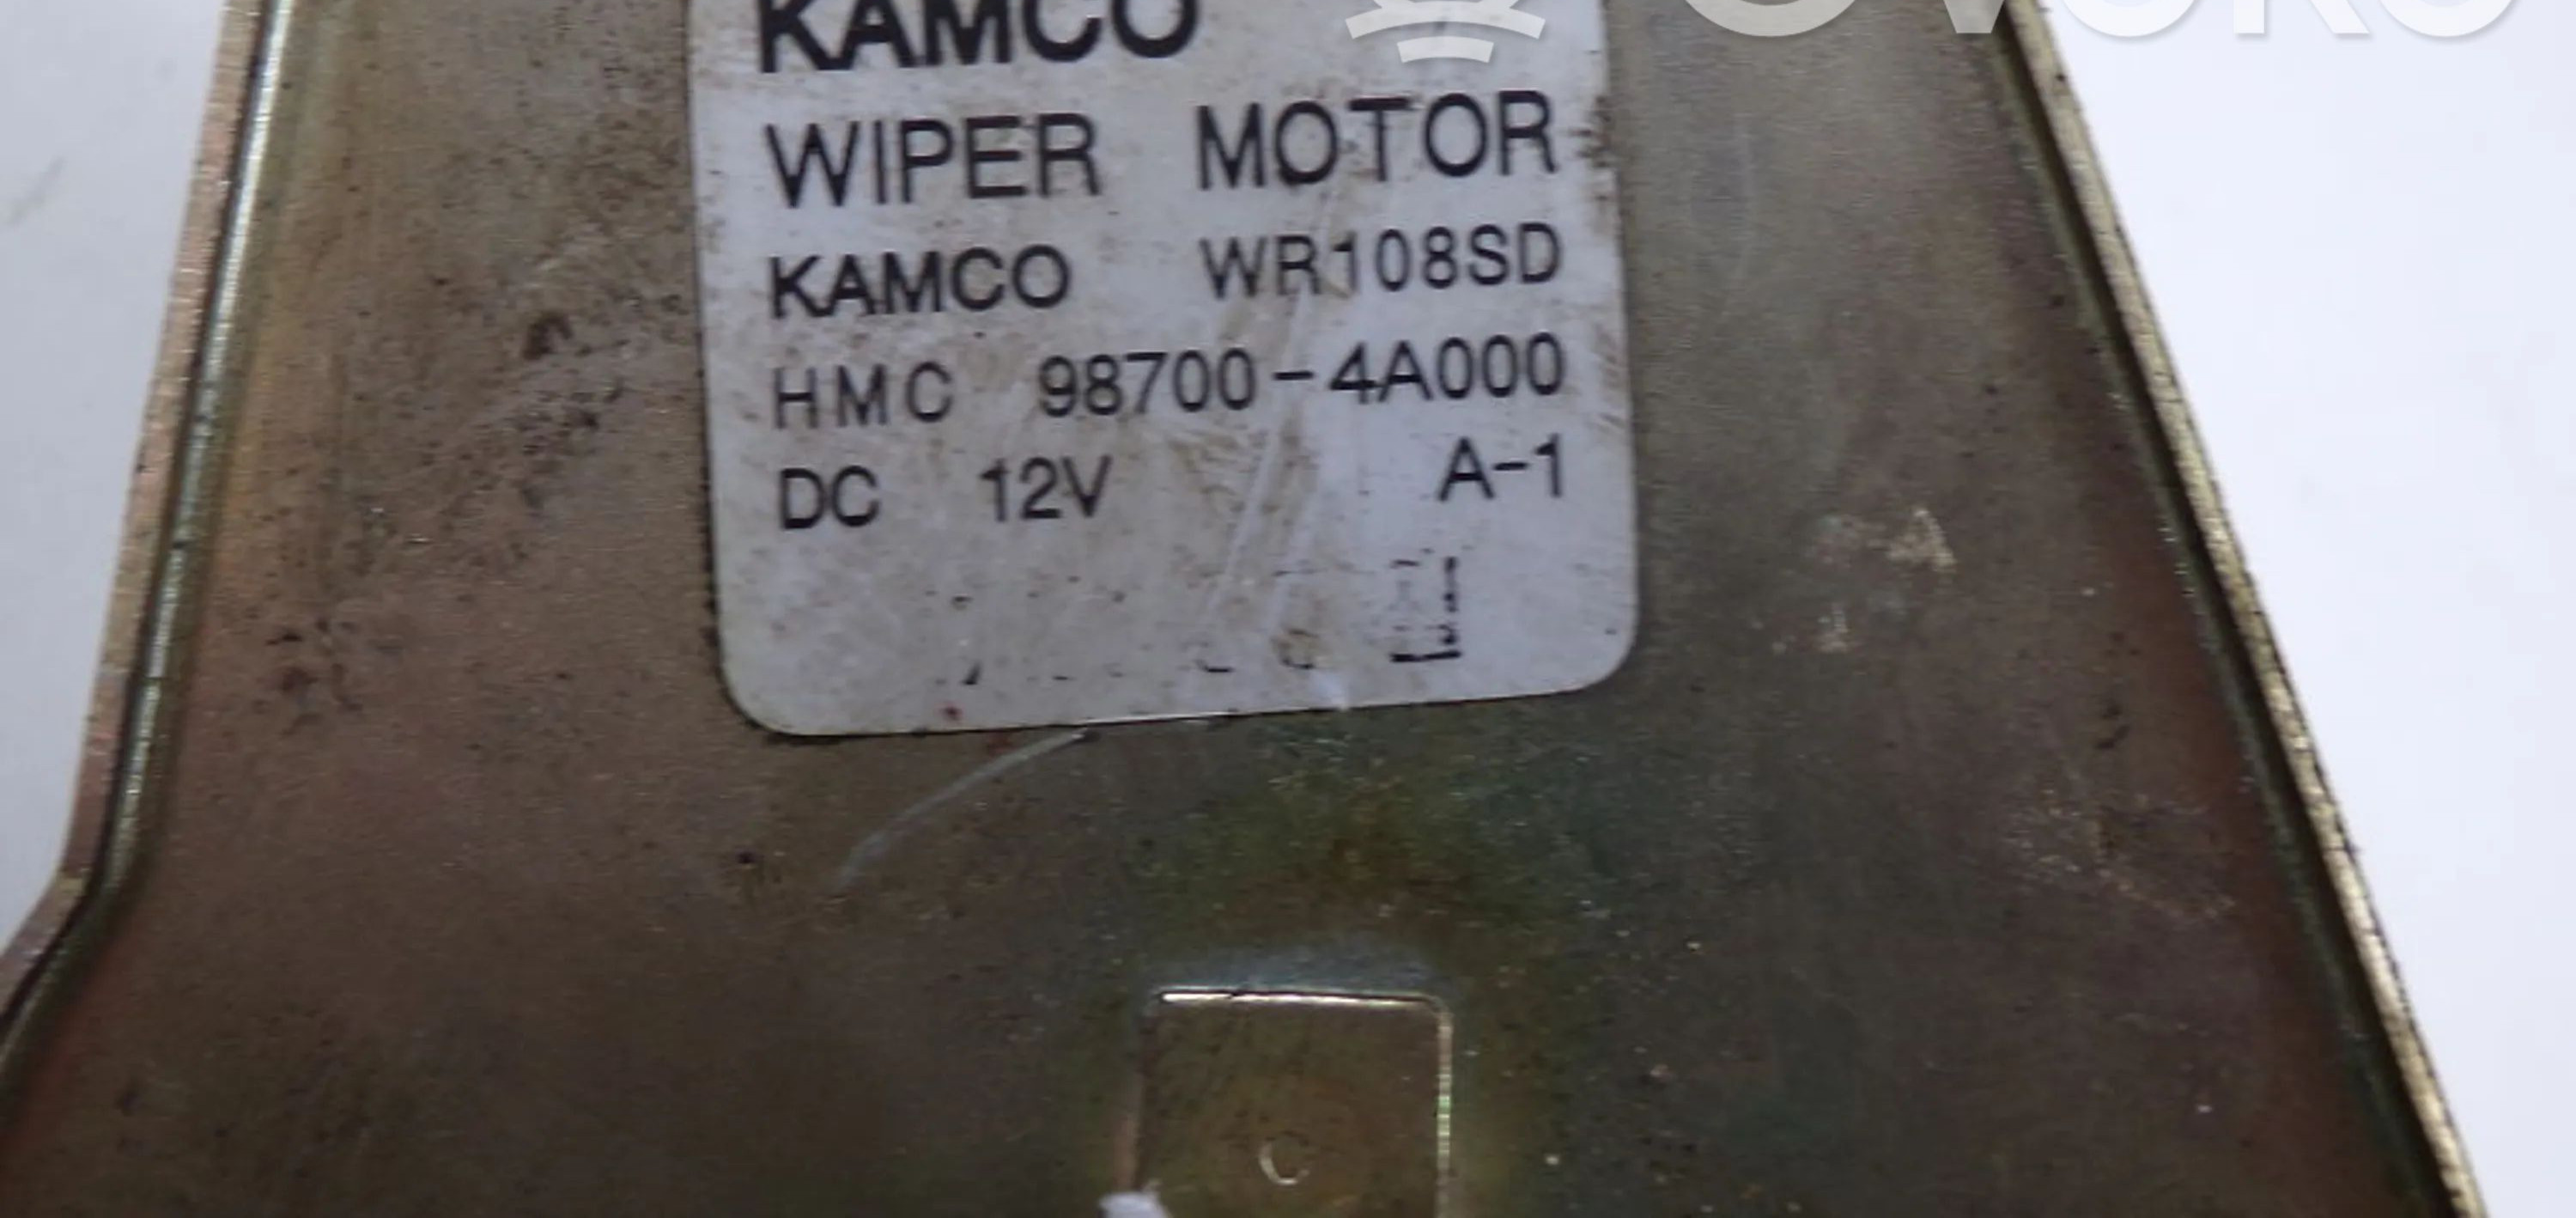 KAMCO
WIPER MOTOR
KAMCO WR108SD
HMC 98700-4A000
DC 12V A-1
C